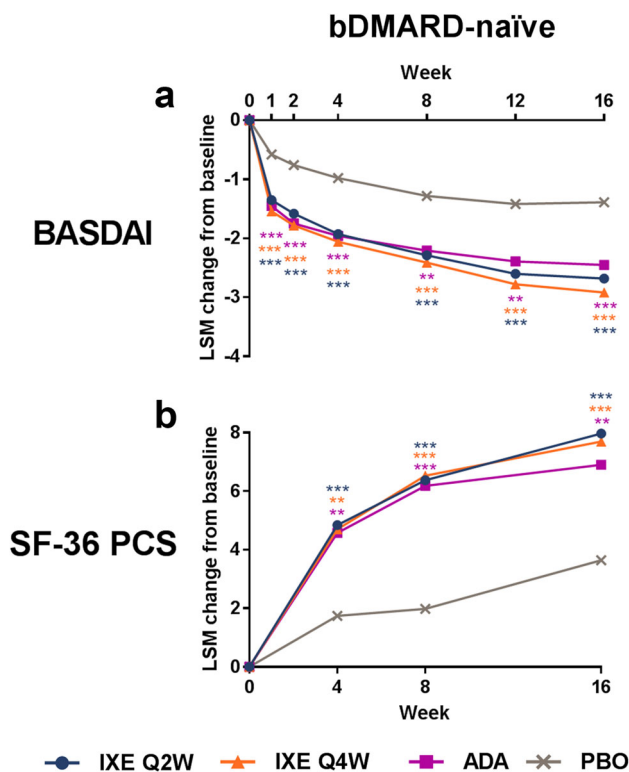 bDMARD-naïve
Week
a
0 1 2 4 8 12 16
BASDAI
LSM change from baseline
0
-1
-2
-3
-4
*** *** *** ** ** ***
*** *** *** *** *** ***
*** *** *** *** *** ***
b
SF-36 PCS
LSM change from baseline
8
6
4
2
0
*** *** ***
** *** ***
** *** **
0 4 8 16
Week
IXE Q2W IXE Q4W ADA PBO